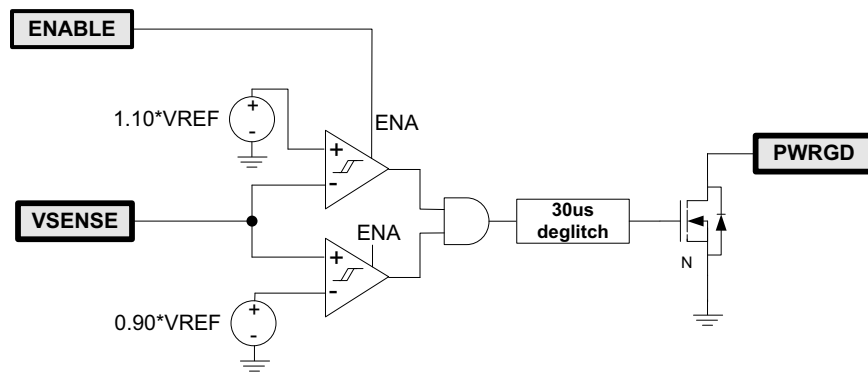 ENABLE
1.10*VREF
+
-
+
-
ENA
PWRGD
VSENSE
30us
deglitch
ENA
+
-
N
0.90*VREF
+
-